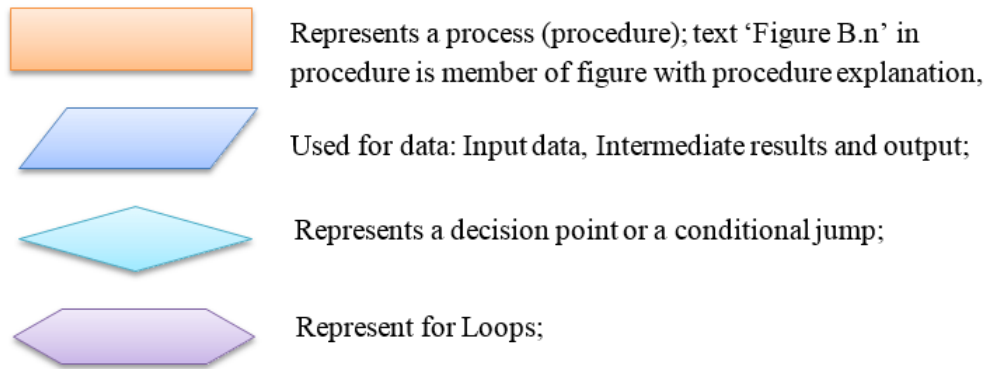 Represents a process (procedure); text ‘Figure B.n’ in
procedure is member of figure with procedure explanation,
Used for data: Input data, Intermediate results and output;
Represents a decision point or a conditional jump;
Represent for Loops;